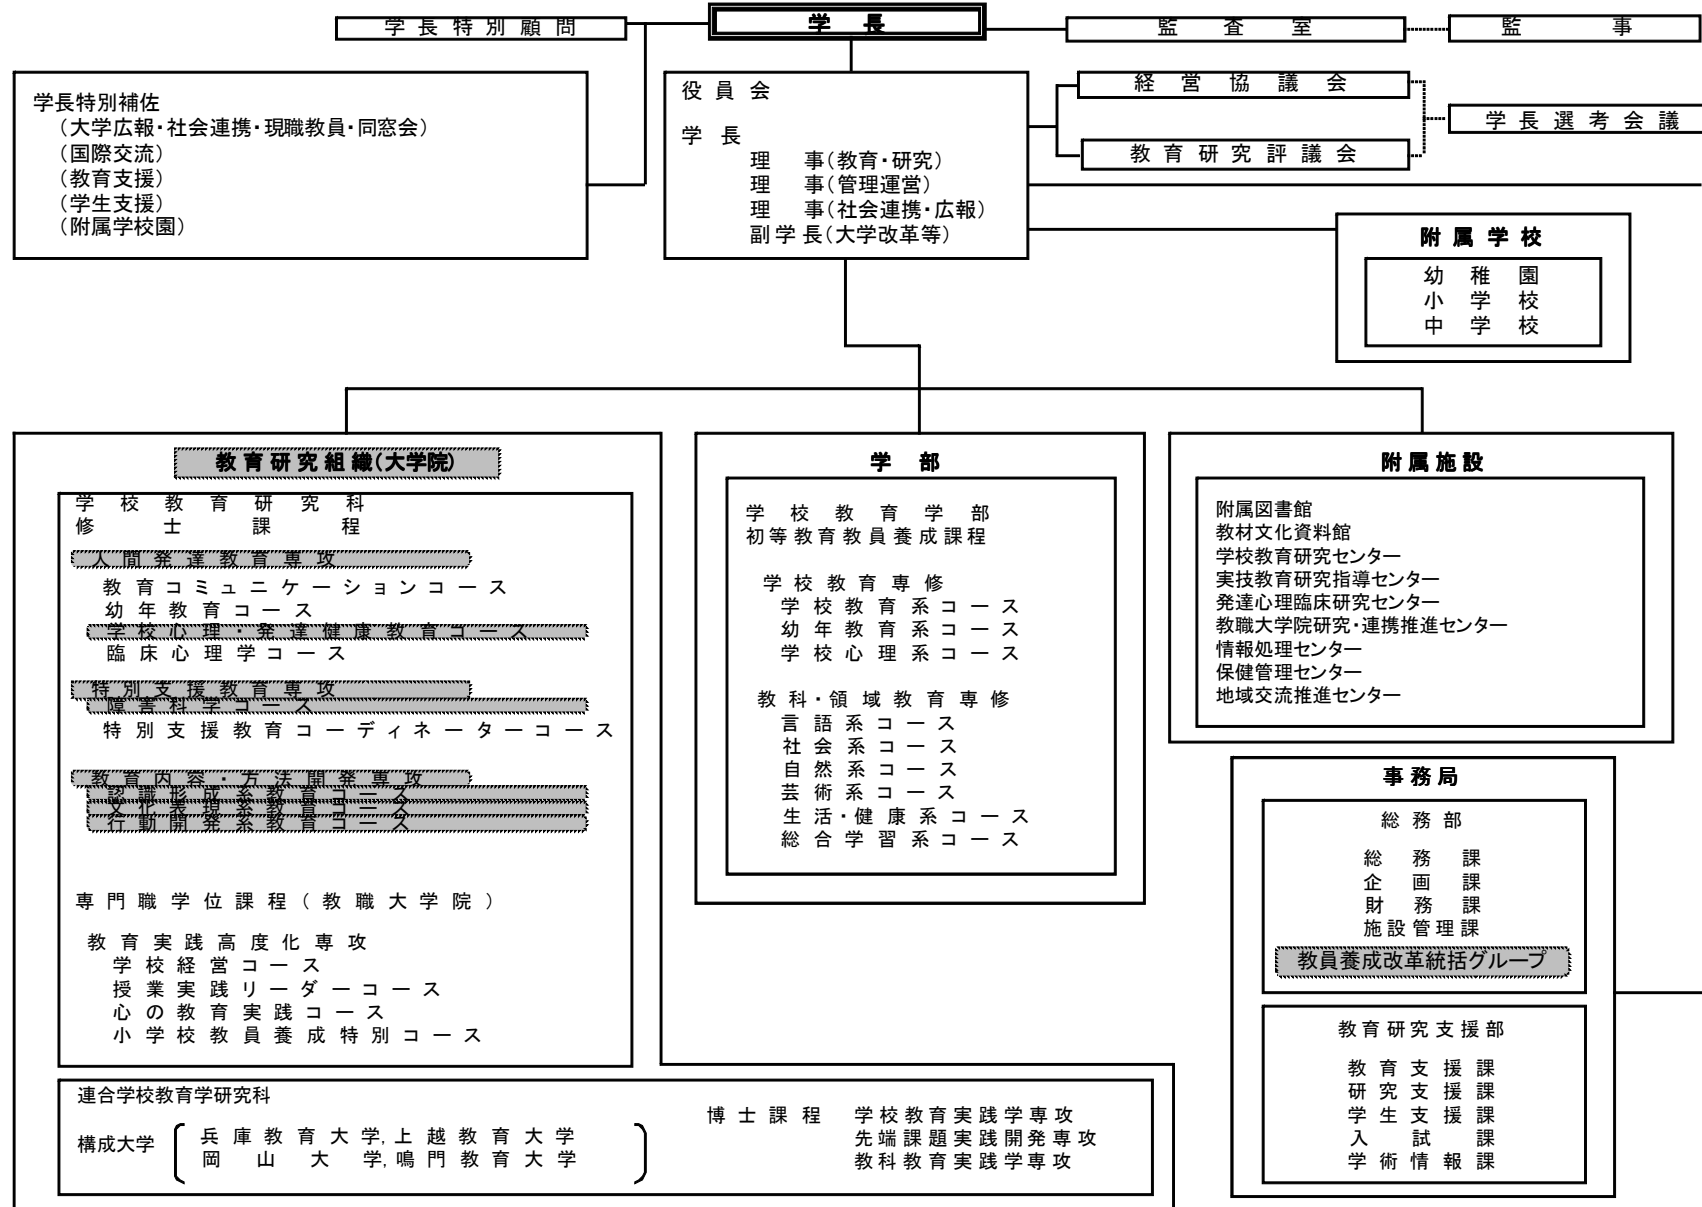 学長特別顧問
学長
監査室
監事
学長特別補佐
（大学広報・社会連携・現職教員・同窓会）
（国際交流）
（教育支援）
（学生支援）
（附属学校園）
役員会
学長
理事（教育・研究）
理事（管理運営）
理事（社会連携・広報）
副学長（大学改革等）
経営協議会
教育研究評議会
学長選考会議
附属学校
幼稚園
小学校
中学校
教育研究組織（大学院）
学校教育研究科
修士課程
人間発達教育専攻
教育コミュニケーションコース
幼年教育コース
学校心理・発達健康教育コース
臨床心理学コース
特別支援教育専攻
障害科学コース
特別支援教育コーディネーターコース
教育内容・方法開発専攻
認識形成系教育コース
文化表現系教育コース
行動開発系教育コース
専門職学位課程（教職大学院）
教育実践高度化専攻
学校経営コース
授業実践リーダーコース
心の教育実践コース
小学校教員養成特別コース
連合学校教育学研究科
構成大学
兵庫教育大学,上越教育大学
岡山大学,鳴門教育大学
博士課程 学校教育実践学専攻
先端課題実践開発専攻
教科教育実践学専攻
学部
学校教育学部
初等教育教員養成課程
学校教育専修
学校教育系コース
幼年教育系コース
学校心理系コース
教科・領域教育専修
言語系コース
社会系コース
自然系コース
芸術系コース
生活・健康系コース
総合学習系コース
附属施設
附属図書館
教材文化資料館
学校教育研究センター
実技教育研究指導センター
発達心理臨床研究センター
教職大学院研究・連携推進センター
情報処理センター
保健管理センター
地域交流推進センター
事務局
総務部
総務課
企画課
財務課
施設管理課
教員養成改革統括グループ
教育研究支援部
教育支援課
研究支援課
学生支援課
入試課
学術情報課